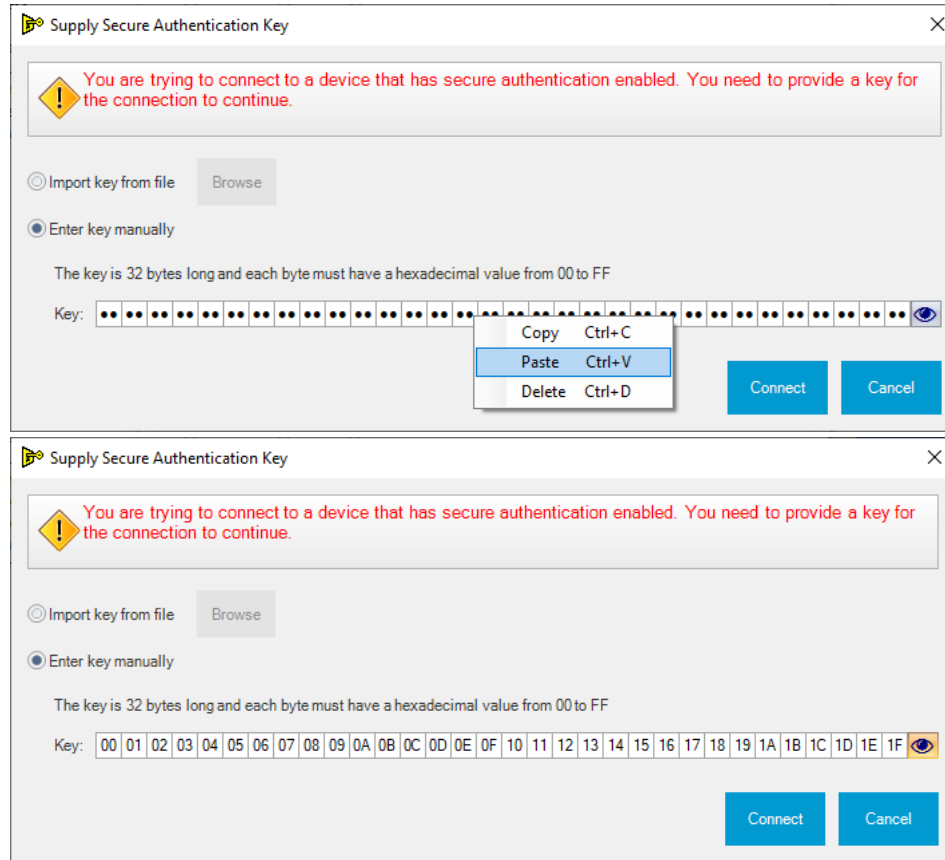 Supply Secure Authentication Key
You are trying to connect to a device that has secure authentication enabled. You need to provide a key for
the connection to continue.
Import key from file Browse
Enter key manually
The key is 32 bytes long and each byte must have a hexadecimal value from 00 to FF
Key: •• •• •• •• •• •• •• •• •• •• •• •• •• •• •• •• •• •• •• •• •• •• •• •• •• •• •• •• •• •• •• ••
Copy Ctrl+C
Paste Ctrl+V
Delete Ctrl+D
Connect Cancel
Supply Secure Authentication Key
You are trying to connect to a device that has secure authentication enabled. You need to provide a key for
the connection to continue.
Import key from file Browse
Enter key manually
The key is 32 bytes long and each byte must have a hexadecimal value from 00 to FF
Key: 00 01 02 03 04 05 06 07 08 09 0A 0B 0C 0D 0E 0F 10 11 12 13 14 15 16 17 18 19 1A 1B 1C 1D 1E 1F
Connect Cancel